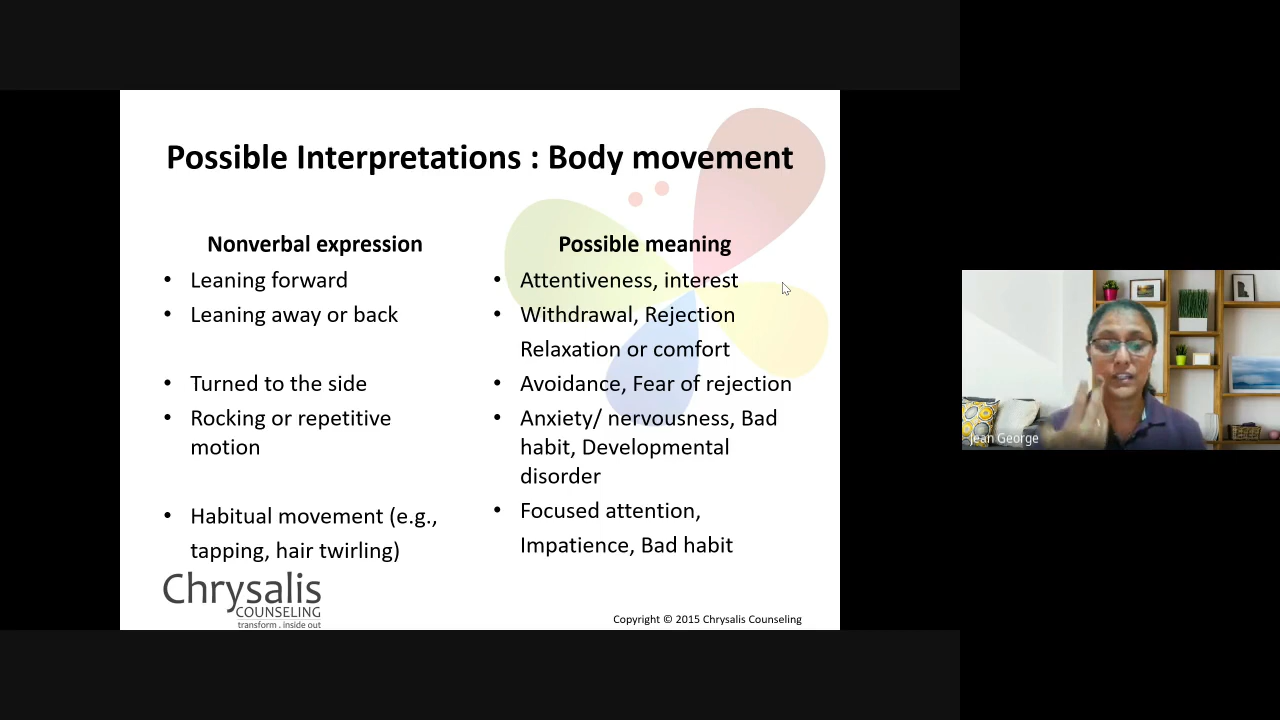 Possible Interpretations : Body movement
Nonverbal expression
• Leaning forward
• Leaning away or back
• Turned to the side
• Rocking or repetitive
motion
• Habitual movement (e.g.,
tapping, hair twirling)
Possible meaning
• Attentiveness, interest
• Withdrawal, Rejection
Relaxation or comfort
• Avoidance, Fear of rejection
• Anxiety/ nervousness, Bad
habit, Developmental
disorder
• Focused attention,
Impatience, Bad habit
Chrysalis
COUNSELING
transform . inside out
Copyright © 2015 Chrysalis Counseling
Jean George